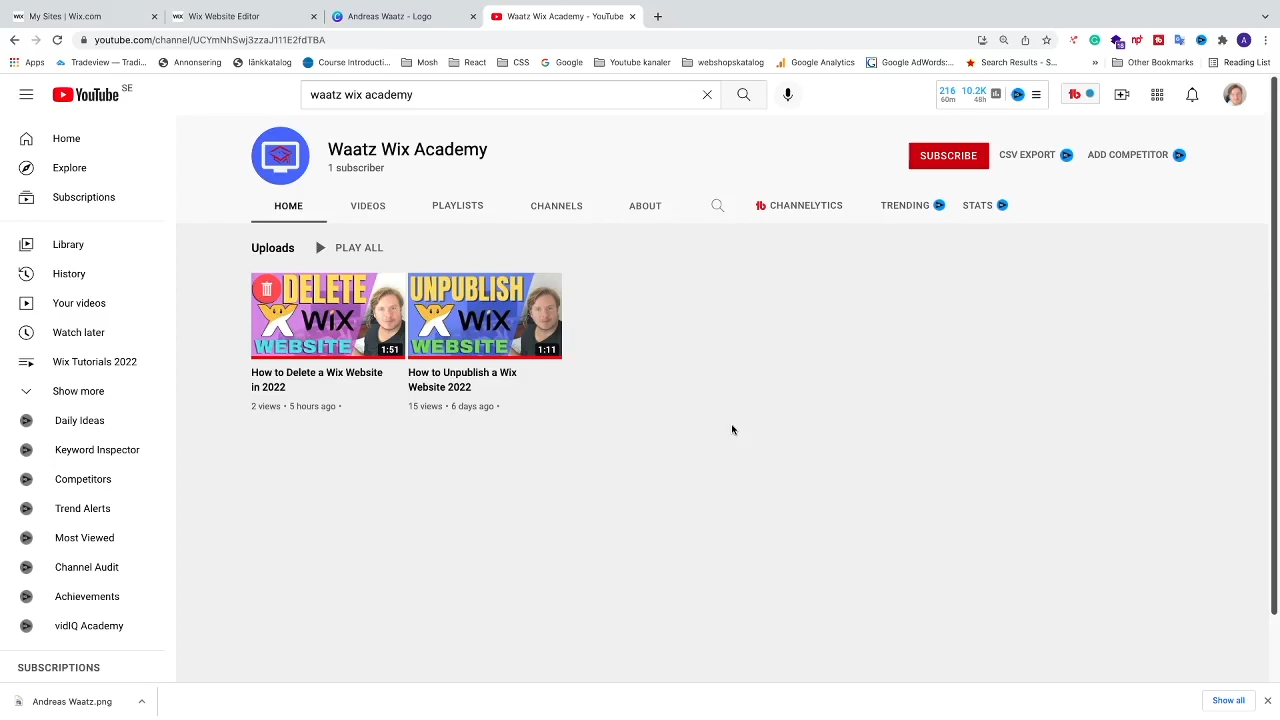 My Sites | Wix.com
Wix Website Editor
Andreas Waatz - Logo
Waatz Wix Academy - YouTube
youtube.com/channel/UCYmNhSwj3zzaJ111E2fdTBA
Apps
Tradeview — Tradi...
Annonsering
länkkatalog
Course Introducti...
Mosh
React
CSS
Google
Youtube kanaler
webshopskatalog
Google Analytics
Google AdWords:...
Search Results - S...
»
Other Bookmarks
Reading List
YouTube SE
waatz wix academy
216 60m
10.2K 48h
Home
Explore
Subscriptions
Library
History
Your videos
Watch later
Wix Tutorials 2022
Show more
Daily Ideas
Keyword Inspector
Competitors
Trend Alerts
Most Viewed
Channel Audit
Achievements
vidIQ Academy
SUBSCRIPTIONS
Waatz Wix Academy
1 subscriber
SUBSCRIBE
CSV EXPORT
ADD COMPETITOR
HOME
VIDEOS
PLAYLISTS
CHANNELS
ABOUT
CHANNELYTICS
TRENDING
STATS
Uploads
PLAY ALL
DELETE
WIX
WEBSITE
1:51
How to Delete a Wix Website
in 2022
2 views • 5 hours ago •
UNPUBLISH
WIX
WEBSITE
1:11
How to Unpublish a Wix
Website 2022
15 views • 6 days ago •
Andreas Waatz.png
Show all